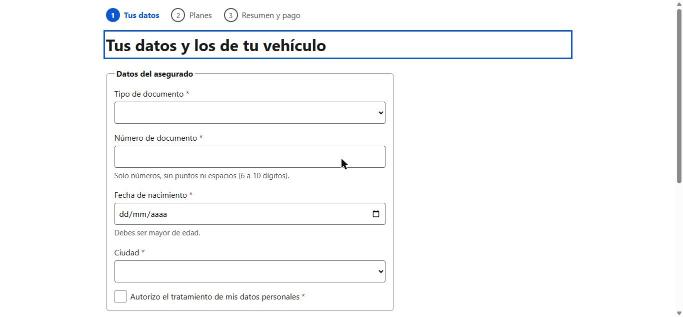 1 Tus datos 2 Planes 3 Resumen y pago
Tus datos y los de tu vehículo
Datos del asegurado
Tipo de documento *
Número de documento *
Solo números, sin puntos ni espacios (6 a 10 dígitos).
Fecha de nacimiento *
dd/mm/aaaa
Debes ser mayor de edad.
Ciudad *
Autorizo el tratamiento de mis datos personales *